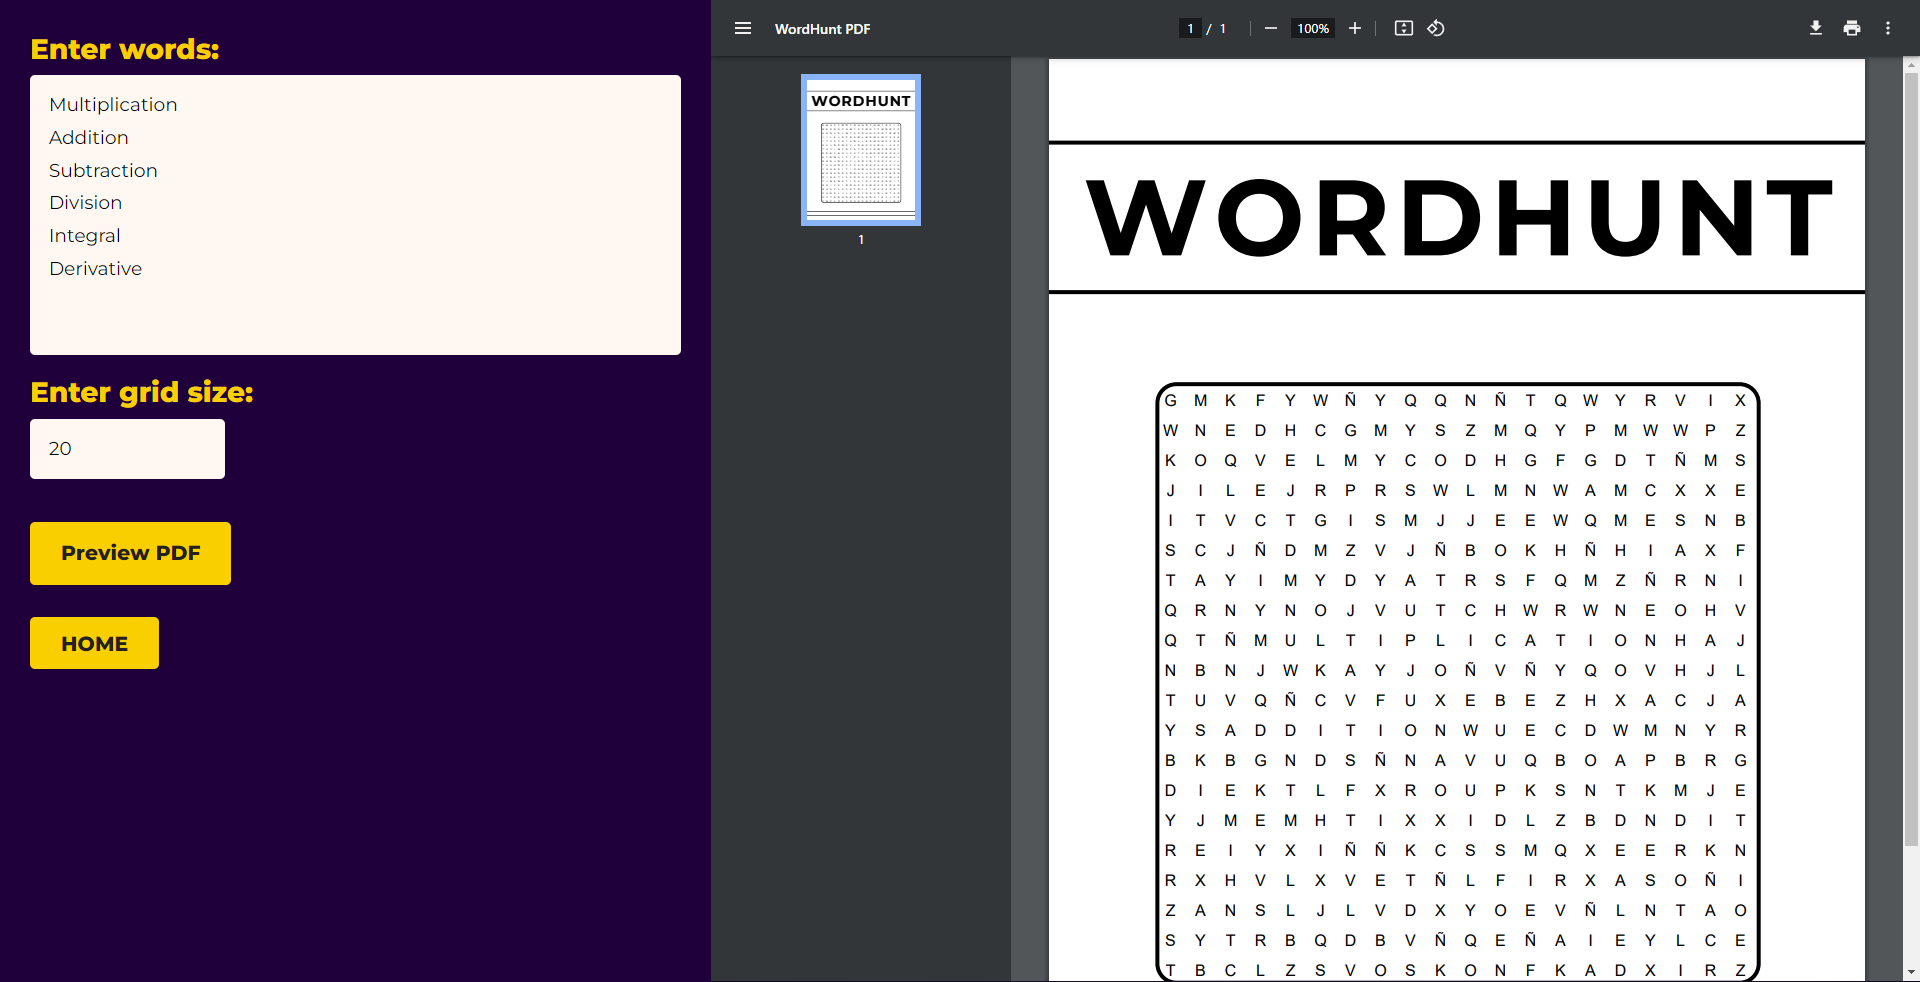 Enter words:
Multiplication
Addition
Subtraction
Division
Integral
Derivative
Enter grid size:
20
Preview PDF
HOME
WordHunt PDF
1 / 1
100%
WORDHUNT
1
WORDHUNT
G M K F Y W Ñ Y Q Q N Ñ T Q W Y R V I X
W N E D H C G M Y S Z M Q Y P M W W P Z
K O Q V E L M Y C O D H G F G D T Ñ M S
J I L E J R P R S W L M N W A M C X X E
I T V C T G I S M J J E E W Q M E S N B
S C J Ñ D M Z V J Ñ B O K H Ñ H I A X F
T A Y I M Y D Y A T R S F Q M Z Ñ R N I
Q R N Y N O J V U T C H W R W N E O H V
Q T Ñ M U L T I P L I C A T I O N H A J
N B N J W K A Y J O Ñ V Ñ Y Q O V H J L
T U V Q Ñ C V F U X E B E Z H X A C J A
Y S A D D I T I O N W U E C D W M N Y R
B K B G N D S Ñ N A V U Q B O A P B R G
D I E K T L F X R O U P K S N T K M J E
Y J M E M H T I X X I D L Z B D N D I T
R E I Y X I Ñ Ñ K C S S M Q X E E R K N
R X H V L X V E T Ñ L F I R X A S O Ñ I
Z A N S L J L V D X Y O E V Ñ L N T A O
S Y T R B Q D B V Ñ Q E Ñ A I E Y L C E
T B C L Z S V O S K O N F K A D X I R Z